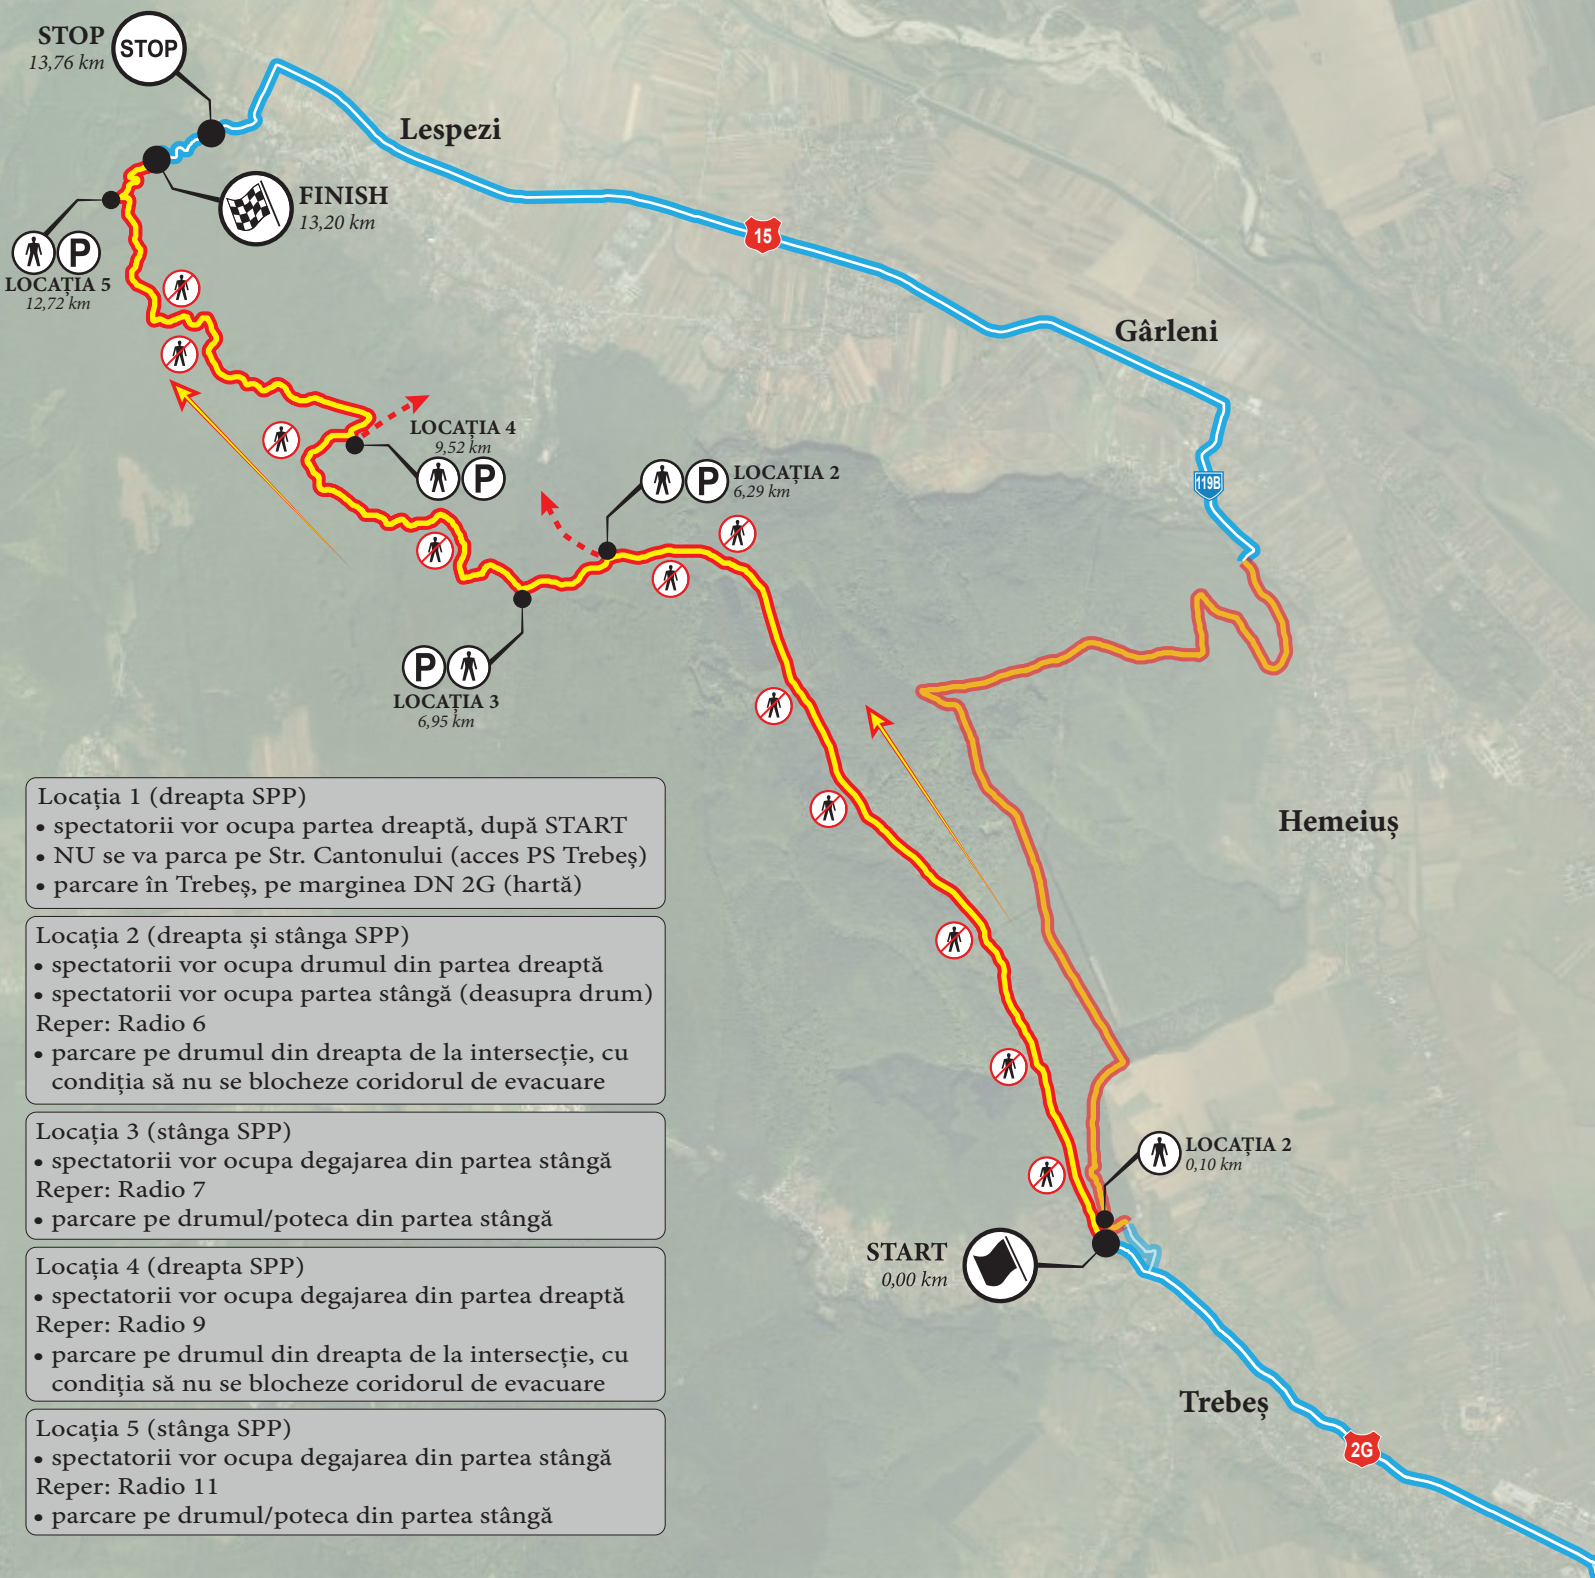 STOP
13,76 km
STOP
Lespezi
FINISH
13,20 km
15
P
LOCAȚIA 5
12,72 km
Gârleni
LOCAȚIA 4
9,52 km
P
P
LOCAȚIA 2
6,29 km
119B
P
LOCAȚIA 3
6,95 km
Hemeiuș
Locația 1 (dreapta SPP)
• spectatorii vor ocupa partea dreaptă, după START
• NU se va parca pe Str. Cantonului (acces PS Trebeș)
• parcare în Trebeș, pe marginea DN 2G (hartă)
Locația 2 (dreapta și stânga SPP)
• spectatorii vor ocupa drumul din partea dreaptă
• spectatorii vor ocupa partea stângă (deasupra drum)
Reper: Radio 6
• parcare pe drumul din dreapta de la intersecție, cu
condiția să nu se blocheze coridorul de evacuare
Locația 3 (stânga SPP)
• spectatorii vor ocupa degajarea din partea stângă
Reper: Radio 7
• parcare pe drumul/poteca din partea stângă
Locația 4 (dreapta SPP)
• spectatorii vor ocupa degajarea din partea dreaptă
Reper: Radio 9
• parcare pe drumul din dreapta de la intersecție, cu
condiția să nu se blocheze coridorul de evacuare
Locația 5 (stânga SPP)
• spectatorii vor ocupa degajarea din partea stângă
Reper: Radio 11
• parcare pe drumul/poteca din partea stângă
LOCAȚIA 2
0,10 km
START
0,00 km
Trebeș
2G